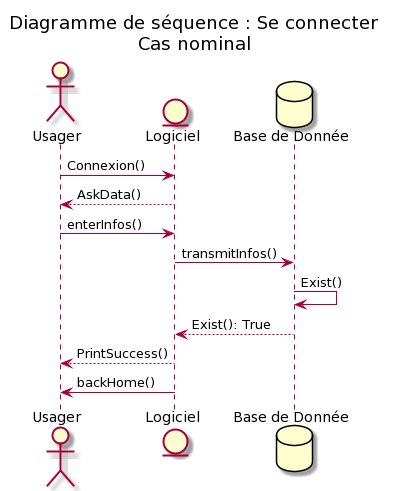 Diagramme de séquence : Se connecter
Cas nominal
Usager
Logiciel
Base de Donnée
Connexion()
AskData()
enterInfos()
transmitInfos()
Exist()
Exist(): True
PrintSuccess()
backHome()
Usager
Logiciel
Base de Donnée